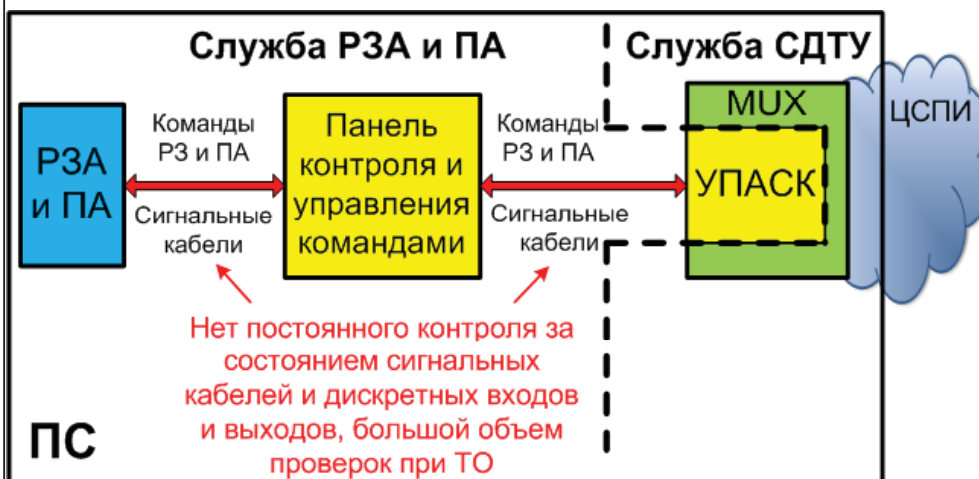 Служба РЗА и ПА
Служба СДТУ
РЗА
и ПА
Команды
РЗ и ПА
Сигнальные
кабели
Панель
контроля и
управления
командами
Команды
РЗ и ПА
Сигнальные
кабели
MUX
УПАСК
ЦСПИ
Нет постоянного контроля за
состоянием сигнальных
кабелей и дискретных входов
и выходов, большой объем
проверок при ТО
ПС